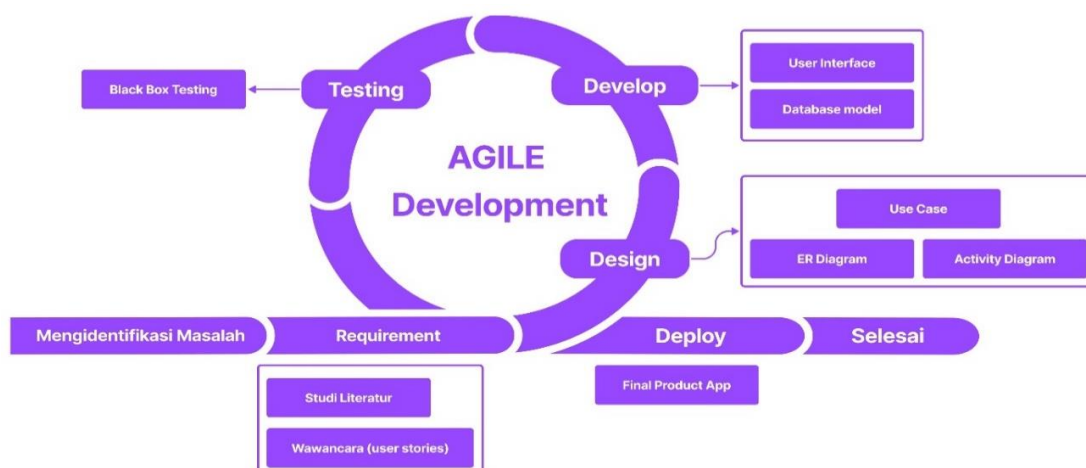 User Interface
Black Box Testing
Testing
Develop
Database model
AGILE
Development
Use Case
Design
ER Diagram
Activity Diagram
Mengidentifikasi Masalah
Requirement
Deploy
Selesai
Studi Literatur
Final Product App
Wawancara (user stories)